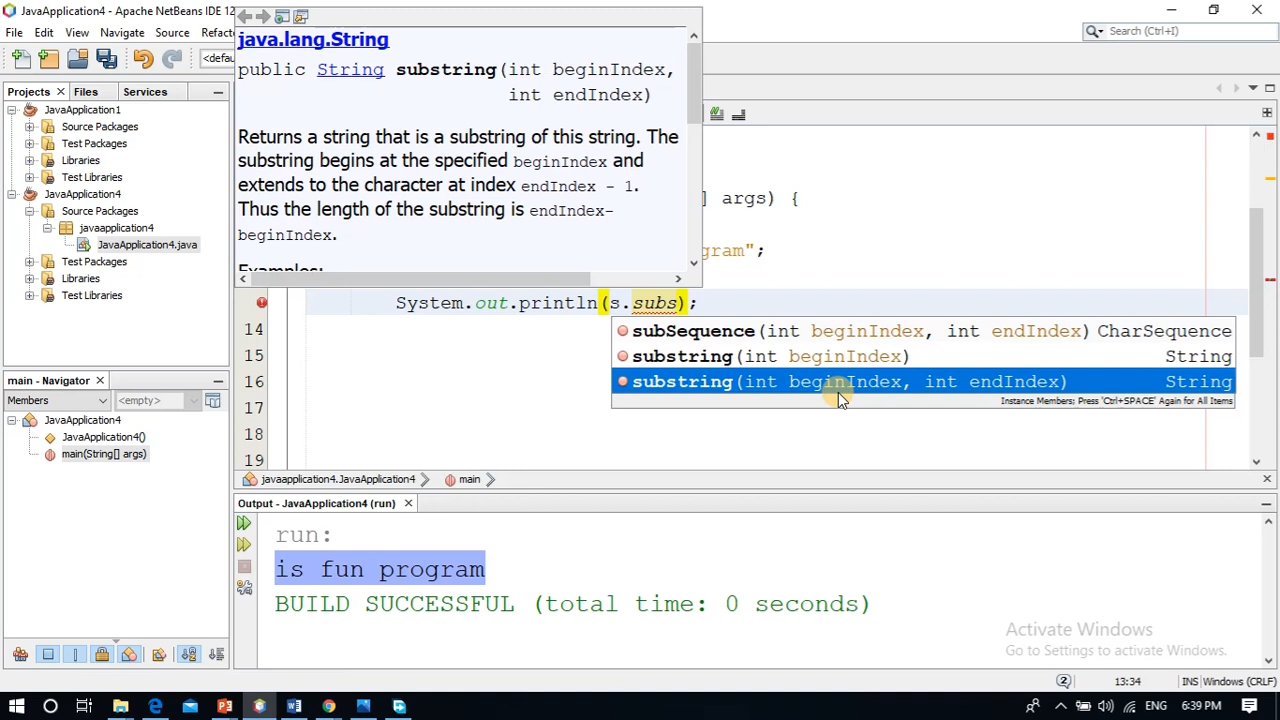 JavaApplication4 - Apache NetBeans IDE 12
File Edit View Navigate Source Refact
Search (Ctrl+I)
<defau
java.lang.String
public String substring(int beginIndex,
int endIndex)
Returns a string that is a substring of this string. The
substring begins at the specified beginIndex and
extends to the character at index endIndex - 1.
Thus the length of the substring is endIndex-
beginIndex.
Examples:
Projects
Files
Services
JavaApplication1
Source Packages
Test Packages
Libraries
Test Libraries
JavaApplication4
Source Packages
javaapplication4
JavaApplication4.java
Test Packages
Libraries
Test Libraries
] args) {
gram";
System.out.println(s.subs);
14
15
16
17
18
19
subSequence(int beginIndex, int endIndex) CharSequence
substring(int beginIndex) String
substring(int beginIndex, int endIndex) String
Instance Members; Press 'Ctrl+SPACE' Again for All Items
main - Navigator
Members
<empty>
JavaApplication4
JavaApplication4()
main(String[] args)
javaapplication4.JavaApplication4
main
Output - JavaApplication4 (run)
run:
is fun program
BUILD SUCCESSFUL (total time: 0 seconds)
Activate Windows
Go to Settings to activate Windows.
2
13:34
INS
Windows (CRLF)
ENG
6:39 PM